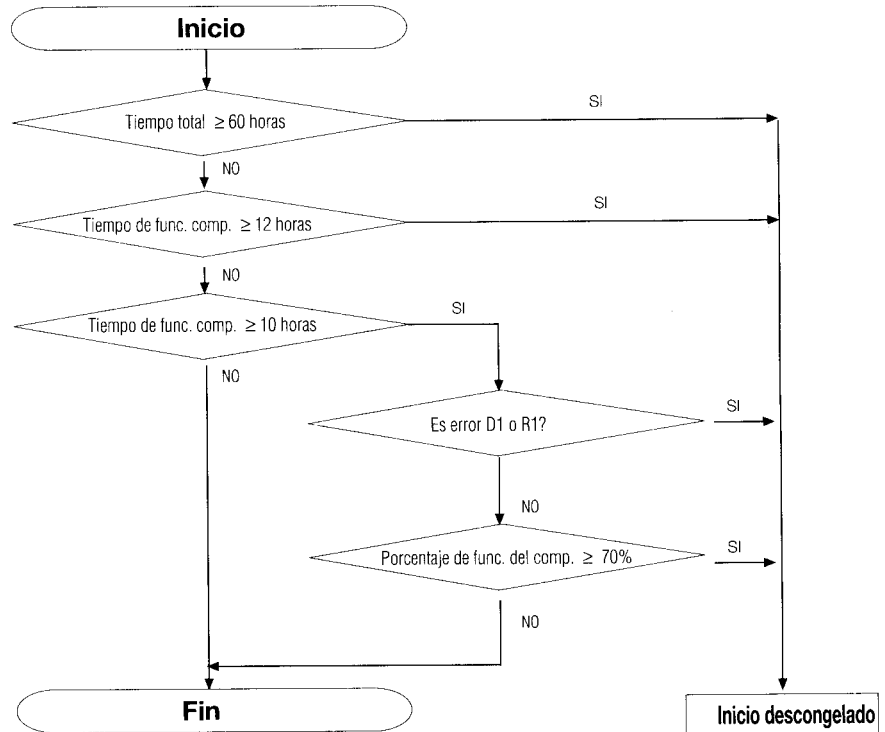 Inicio
Tiempo total ≥ 60 horas
SI
NO
Tiempo de func. comp. ≥ 12 horas
SI
NO
Tiempo de func. comp. ≥ 10 horas
SI
NO
Es error D1 o R1?
SI
NO
Porcentaje de func. del comp. ≥ 70%
SI
NO
Fin
Inicio descongelado